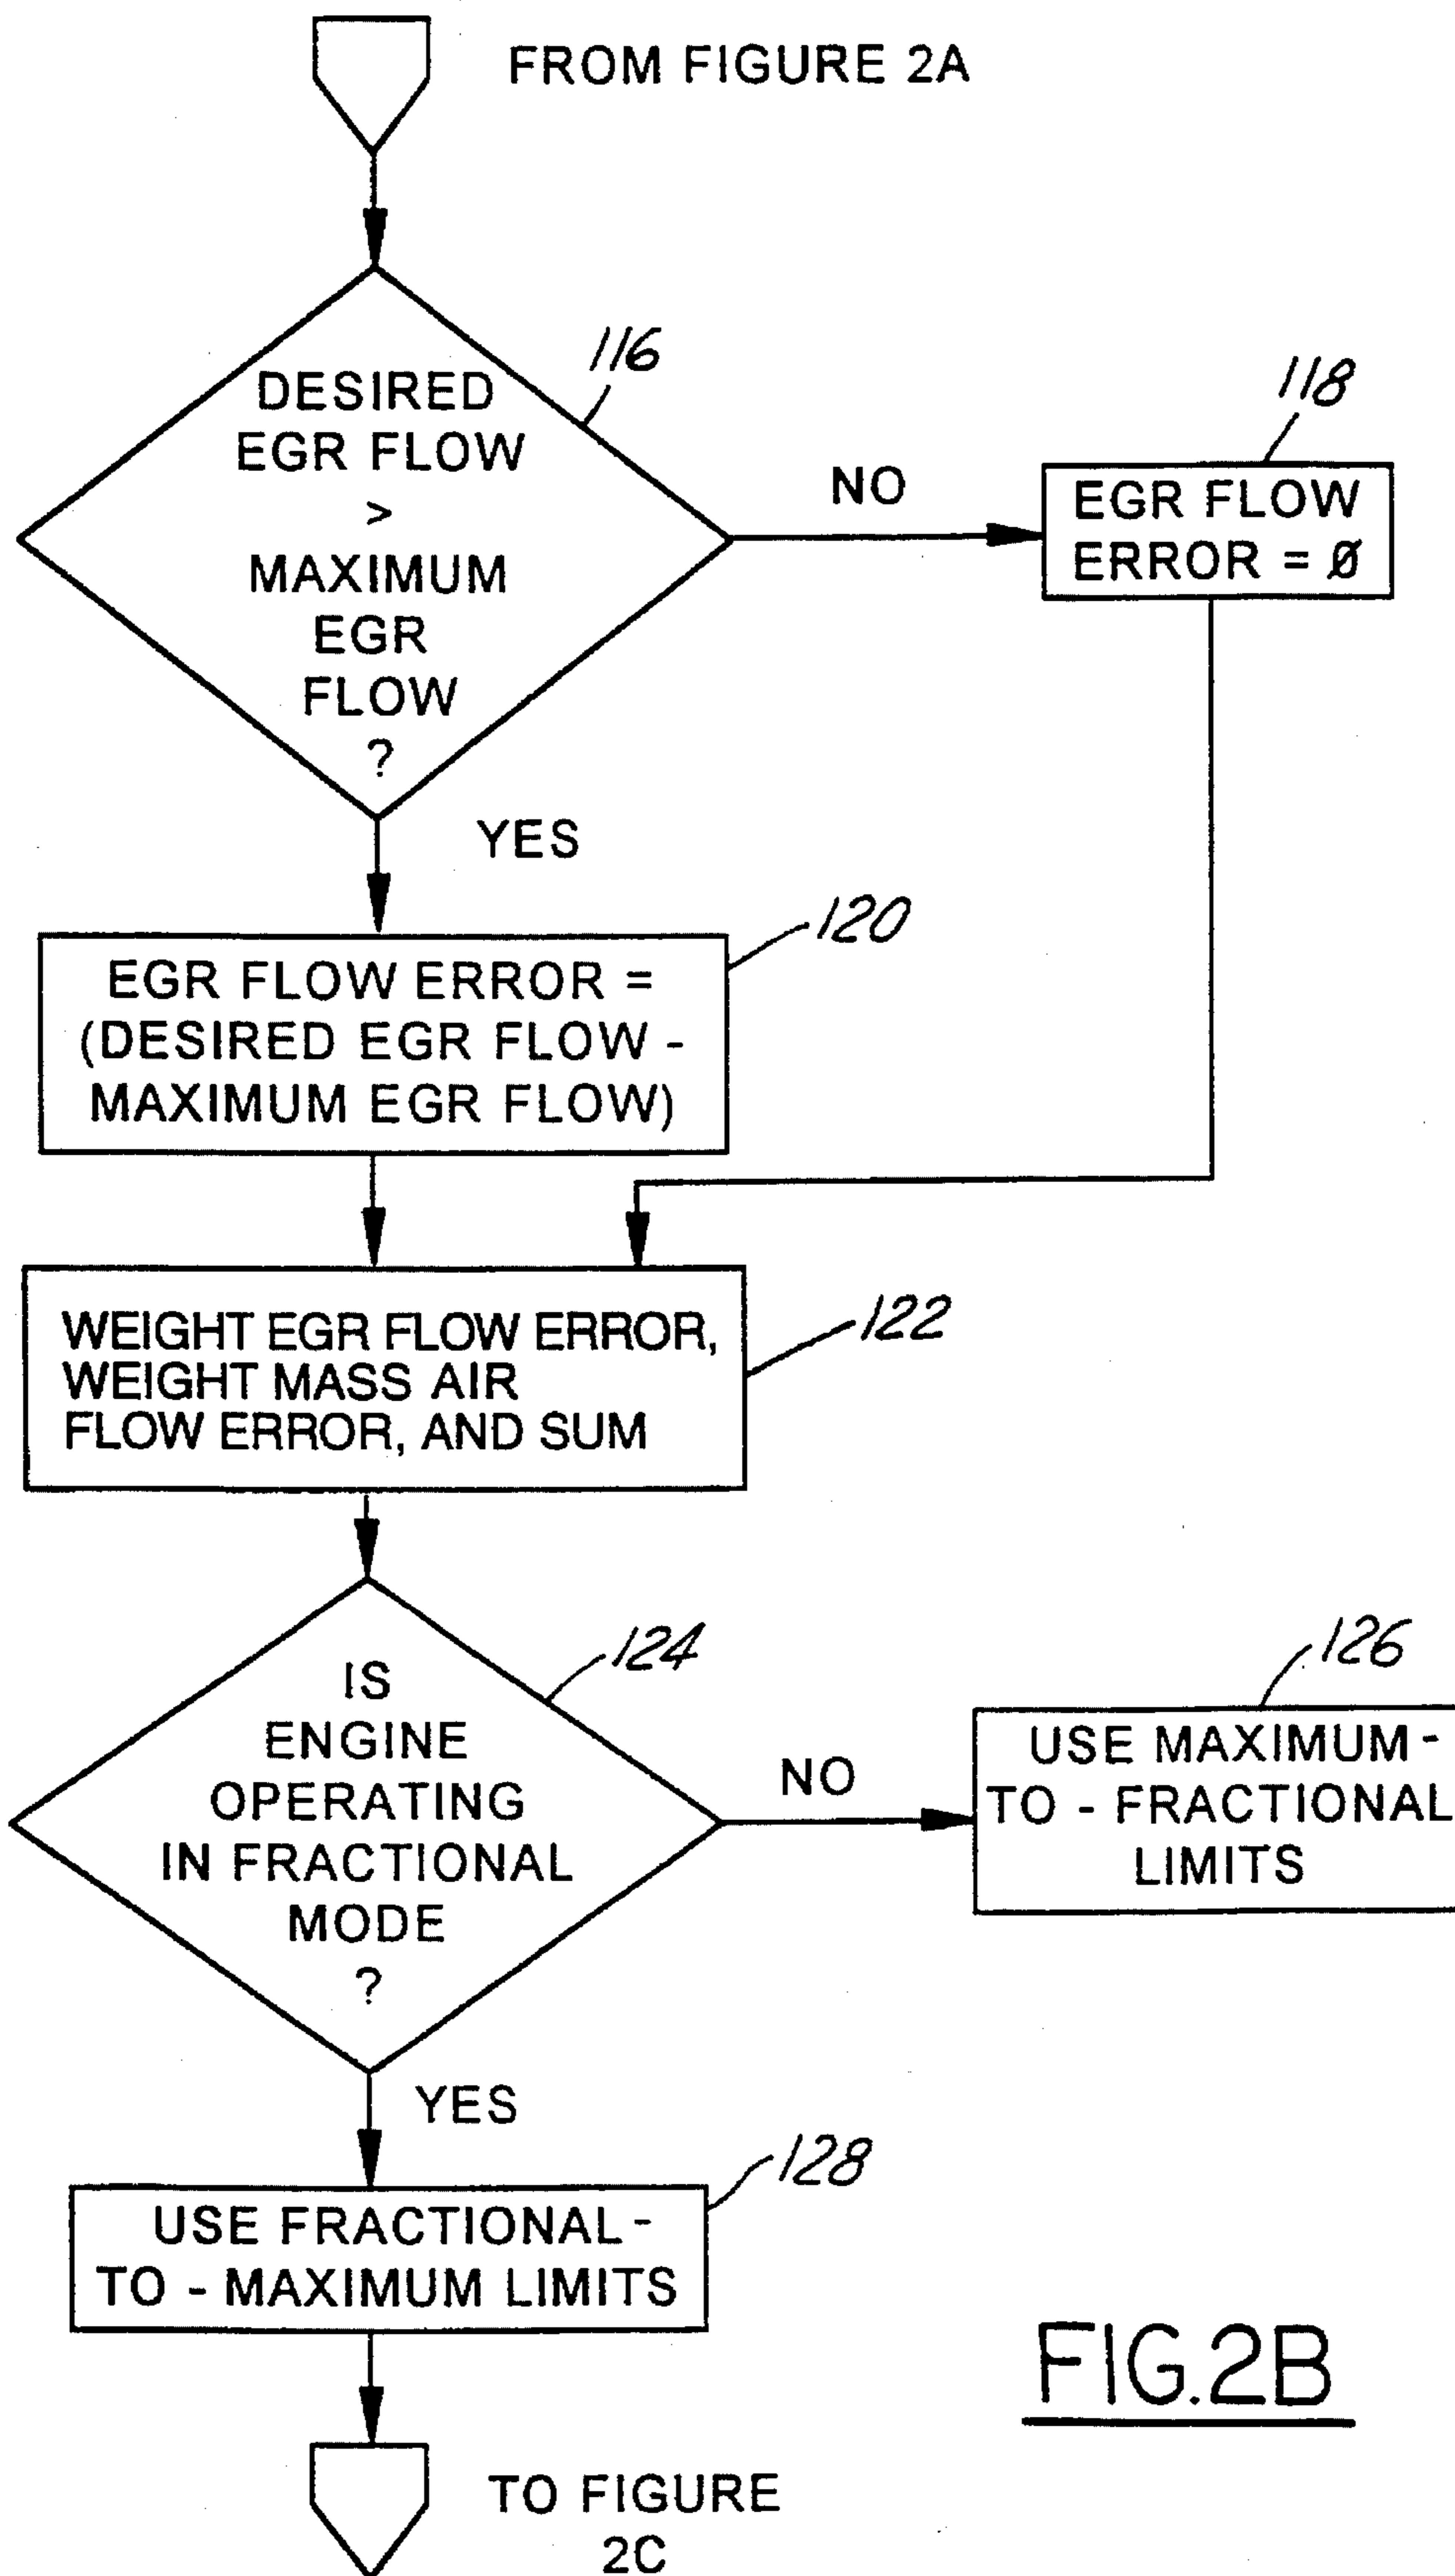 FROM FIGURE 2A
116
DESIRED
EGR FLOW
>
MAXIMUM
EGR
FLOW
?
NO
118
EGR FLOW
ERROR = Ø
YES
120
EGR FLOW ERROR =
(DESIRED EGR FLOW -
MAXIMUM EGR FLOW)
122
WEIGHT EGR FLOW ERROR,
WEIGHT MASS AIR
FLOW ERROR, AND SUM
124
IS
ENGINE
OPERATING
IN FRACTIONAL
MODE
?
NO
126
USE MAXIMUM -
TO - FRACTIONAL
LIMITS
YES
128
USE FRACTIONAL -
TO - MAXIMUM LIMITS
FIG.2B
TO FIGURE
2C